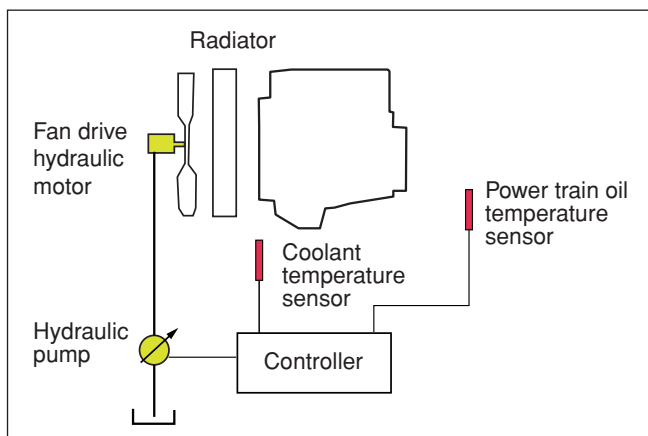 Radiator
Fan drive
hydraulic
motor
Power train oil
temperature
sensor
Coolant
temperature
sensor
Hydraulic
pump
Controller